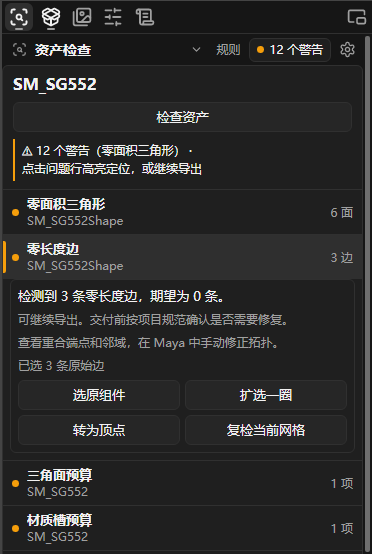 资产检查
规则
12 个警告
SM_SG552
检查资产
⚠ 12 个警告（零面积三角形）·
点击问题行高亮定位，或继续导出
零面积三角形
6 面
SM_SG552Shape
零长度边
3 边
SM_SG552Shape
检测到 3 条零长度边，期望为 0 条。
可继续导出。交付前按项目规范确认是否需要修复。
查看重合端点和邻域，在 Maya 中手动修正拓扑。
已选 3 条原始边
选原组件
扩选一圈
转为顶点
复检当前网格
三角面预算
1 项
SM_SG552
材质槽预算
1 项
SM_SG552